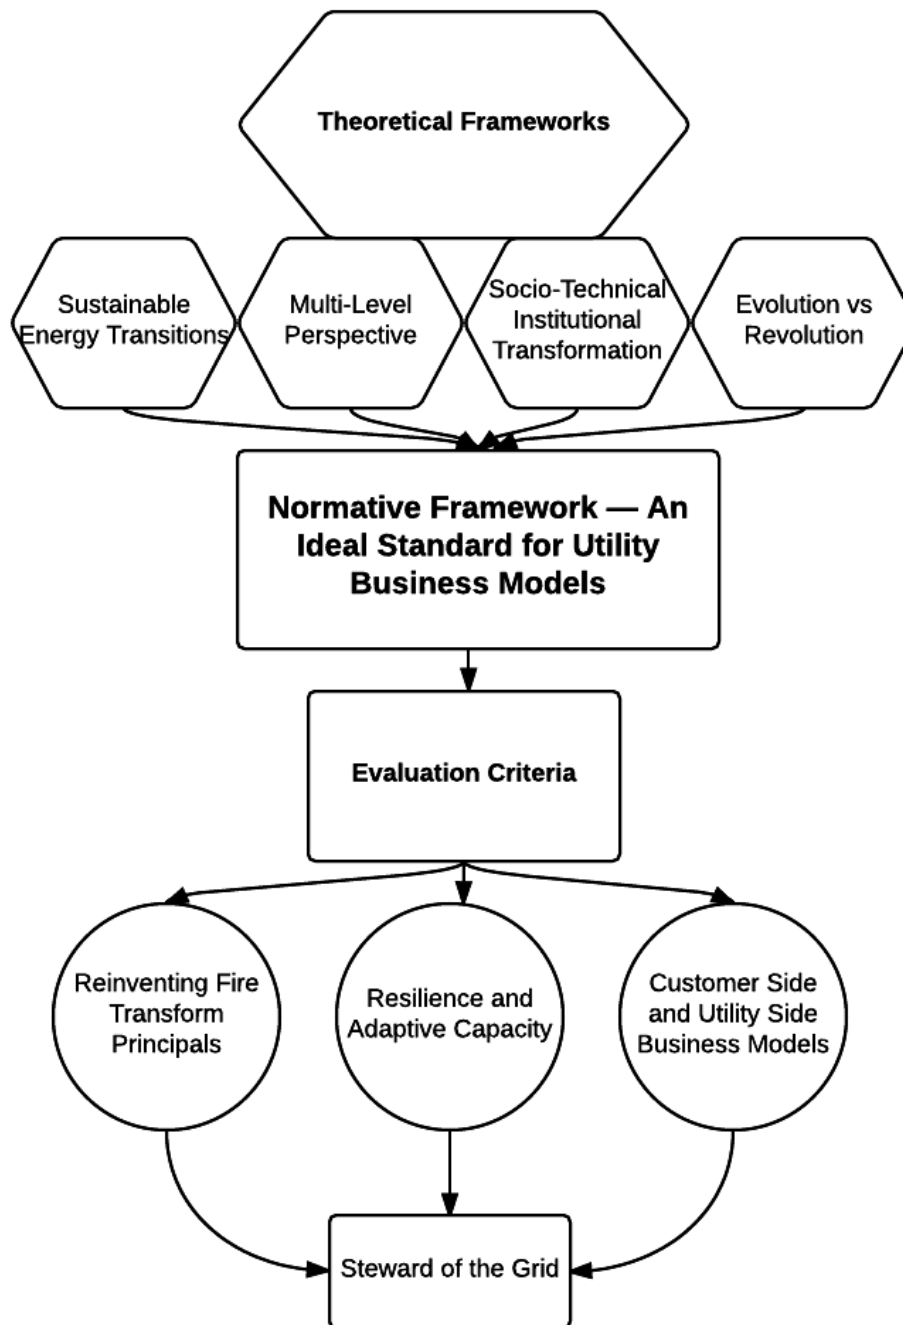 Theoretical Frameworks
Sustainable
Energy Transitions
Multi-Level
Perspective
Socio-Technical
Institutional
Transformation
Evolution vs
Revolution
Normative Framework — An
Ideal Standard for Utility
Business Models
Evaluation Criteria
Reinventing Fire
Transform
Principals
Resilience and
Adaptive Capacity
Customer Side
and Utility Side
Business Models
Steward of the Grid